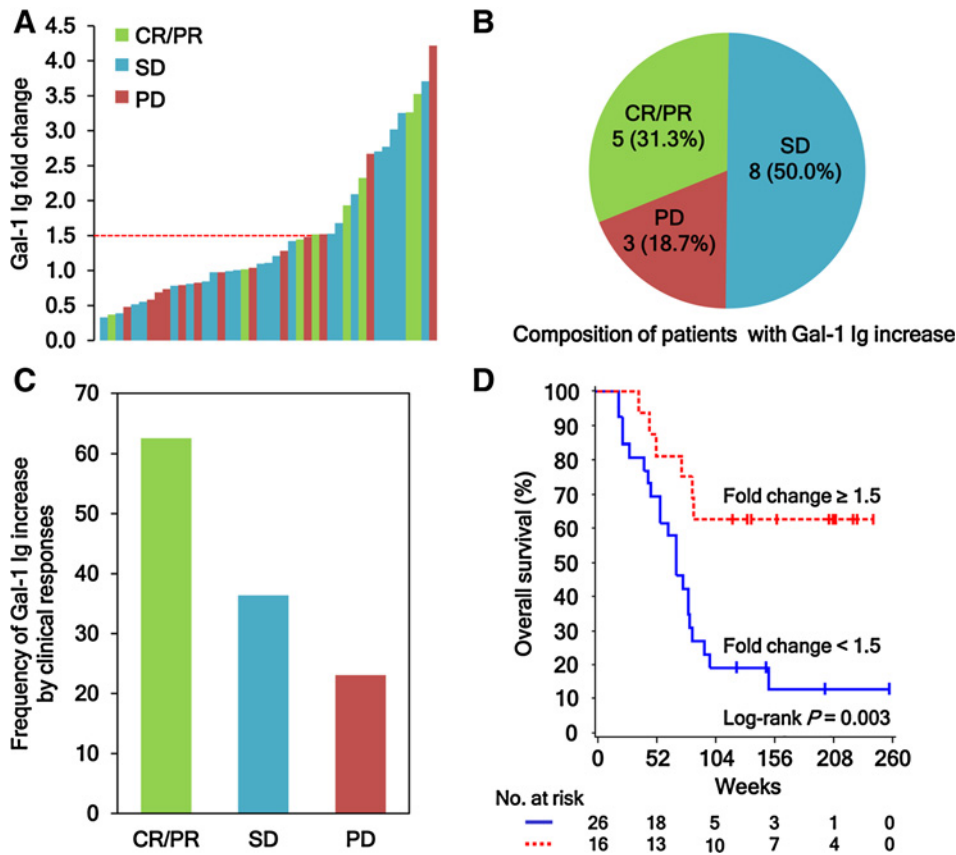 A
4.5
4.0
3.5
3.0
2.5
2.0
1.5
1.0
0.5
0.0
Gal-1 Ig fold change
CR/PR
SD
PD
B
CR/PR
5 (31.3%)
SD
8 (50.0%)
PD
3 (18.7%)
Composition of patients with Gal-1 Ig increase
C
70
60
50
40
30
20
10
0
Frequency of Gal-1 Ig increase
by clinical responses
CR/PR SD PD
D
100
90
80
70
60
50
40
30
20
10
0
Overall survival (%)
Fold change ≥ 1.5
Fold change < 1.5
Log-rank P = 0.003
0 52 104 156 208 260
Weeks
No. at risk
26 18 5 3 1 0
16 13 10 7 4 0